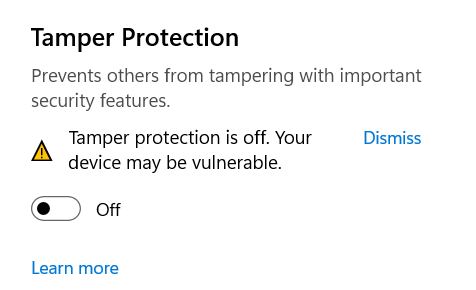 Tamper Protection
Prevents others from tampering with important
security features.
Tamper protection is off. Your
device may be vulnerable.
Dismiss
Off
Learn more